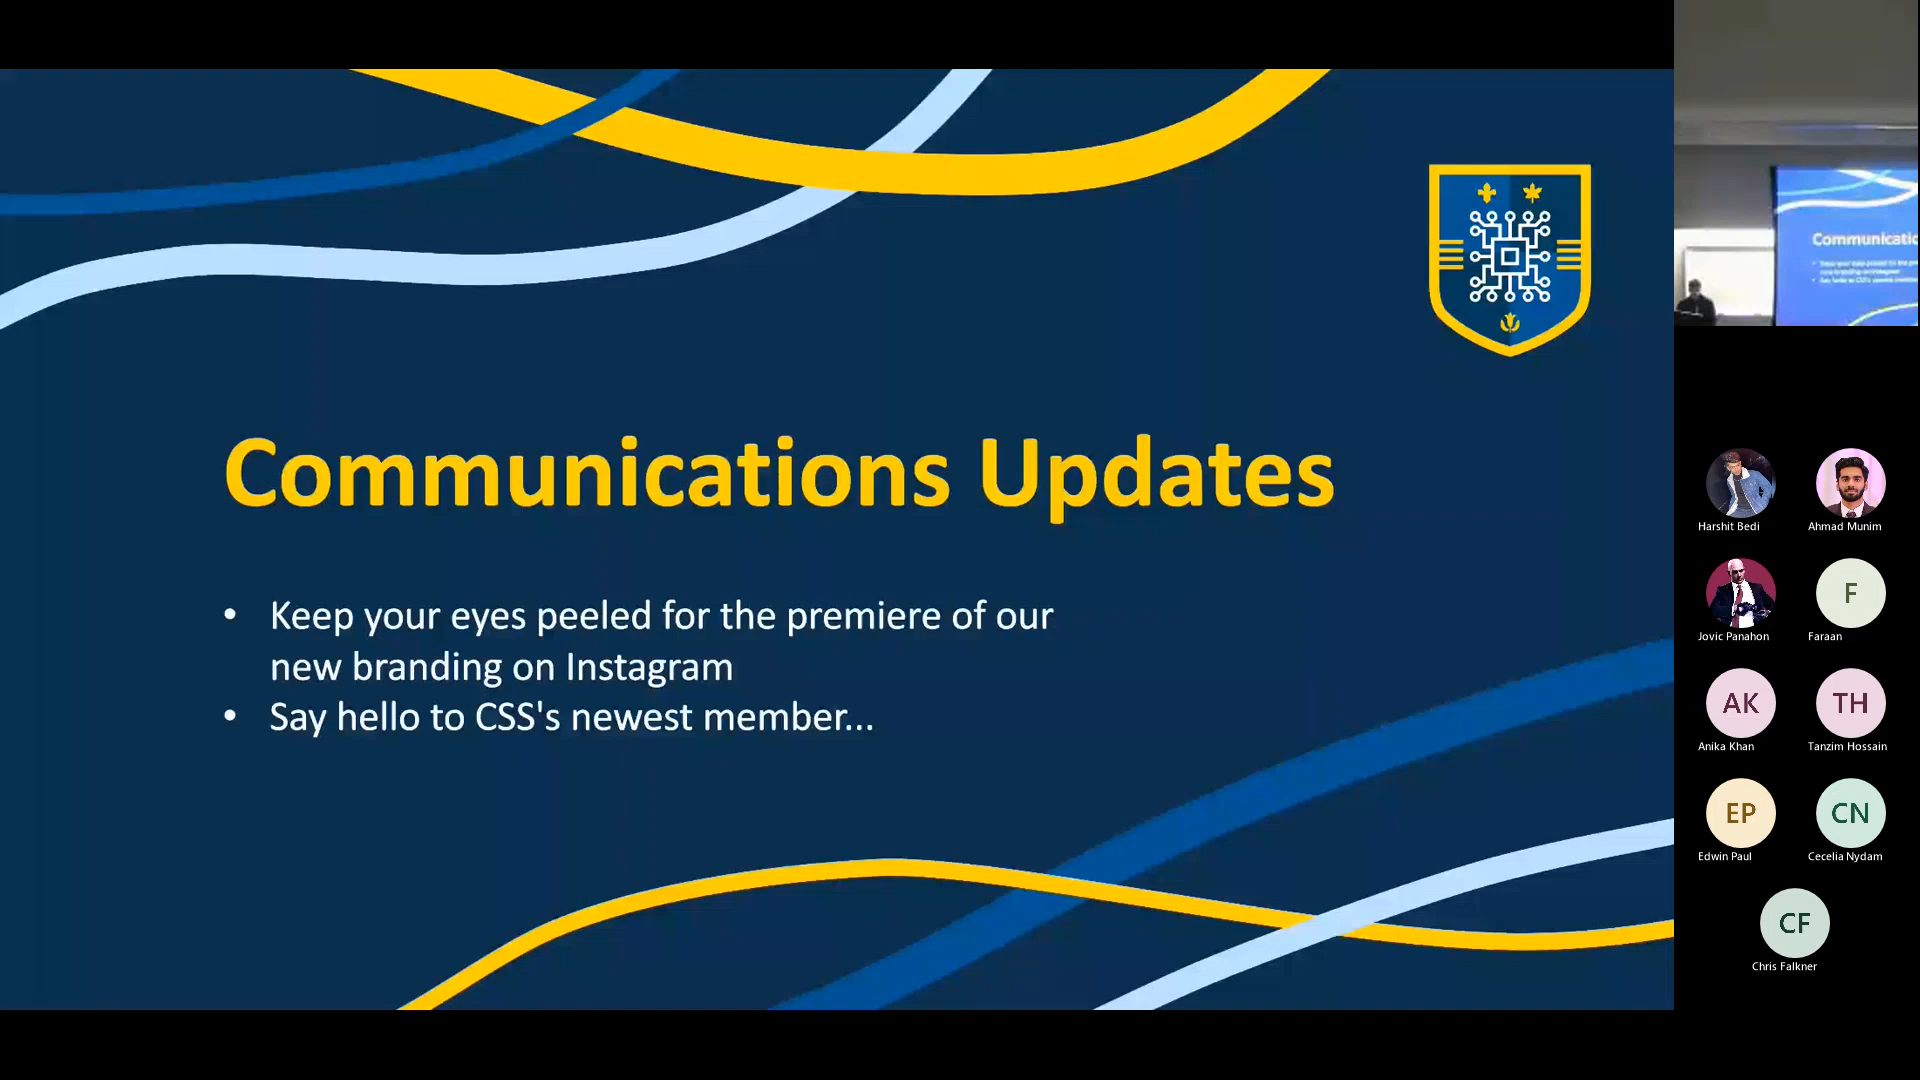 Communications Updates
• Keep your eyes peeled for the premiere of our
new branding on Instagram
• Say hello to CSS's newest member...
Communicatio
Harshit Bedi
Ahmad Munim
Jovic Panahon
F
Faraan
AK
Anika Khan
TH
Tanzim Hossain
EP
Edwin Paul
CN
Cecelia Nydam
CF
Chris Falkner